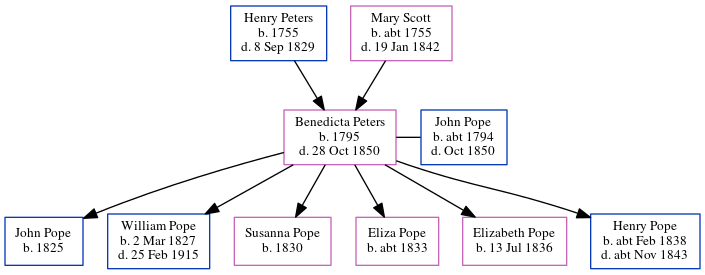 Henry Peters
b. 1755
d. 8 Sep 1829
Mary Scott
b. abt 1755
d. 19 Jan 1842
Benedicta Peters
b. 1795
d. 28 Oct 1850
John Pope
b. abt 1794
d. Oct 1850
John Pope
b. 1825
William Pope
b. 2 Mar 1827
d. 25 Feb 1915
Susanna Pope
b. 1830
Eliza Pope
b. abt 1833
Elizabeth Pope
b. 13 Jul 1836
Henry Pope
b. abt Feb 1838
d. abt Nov 1843